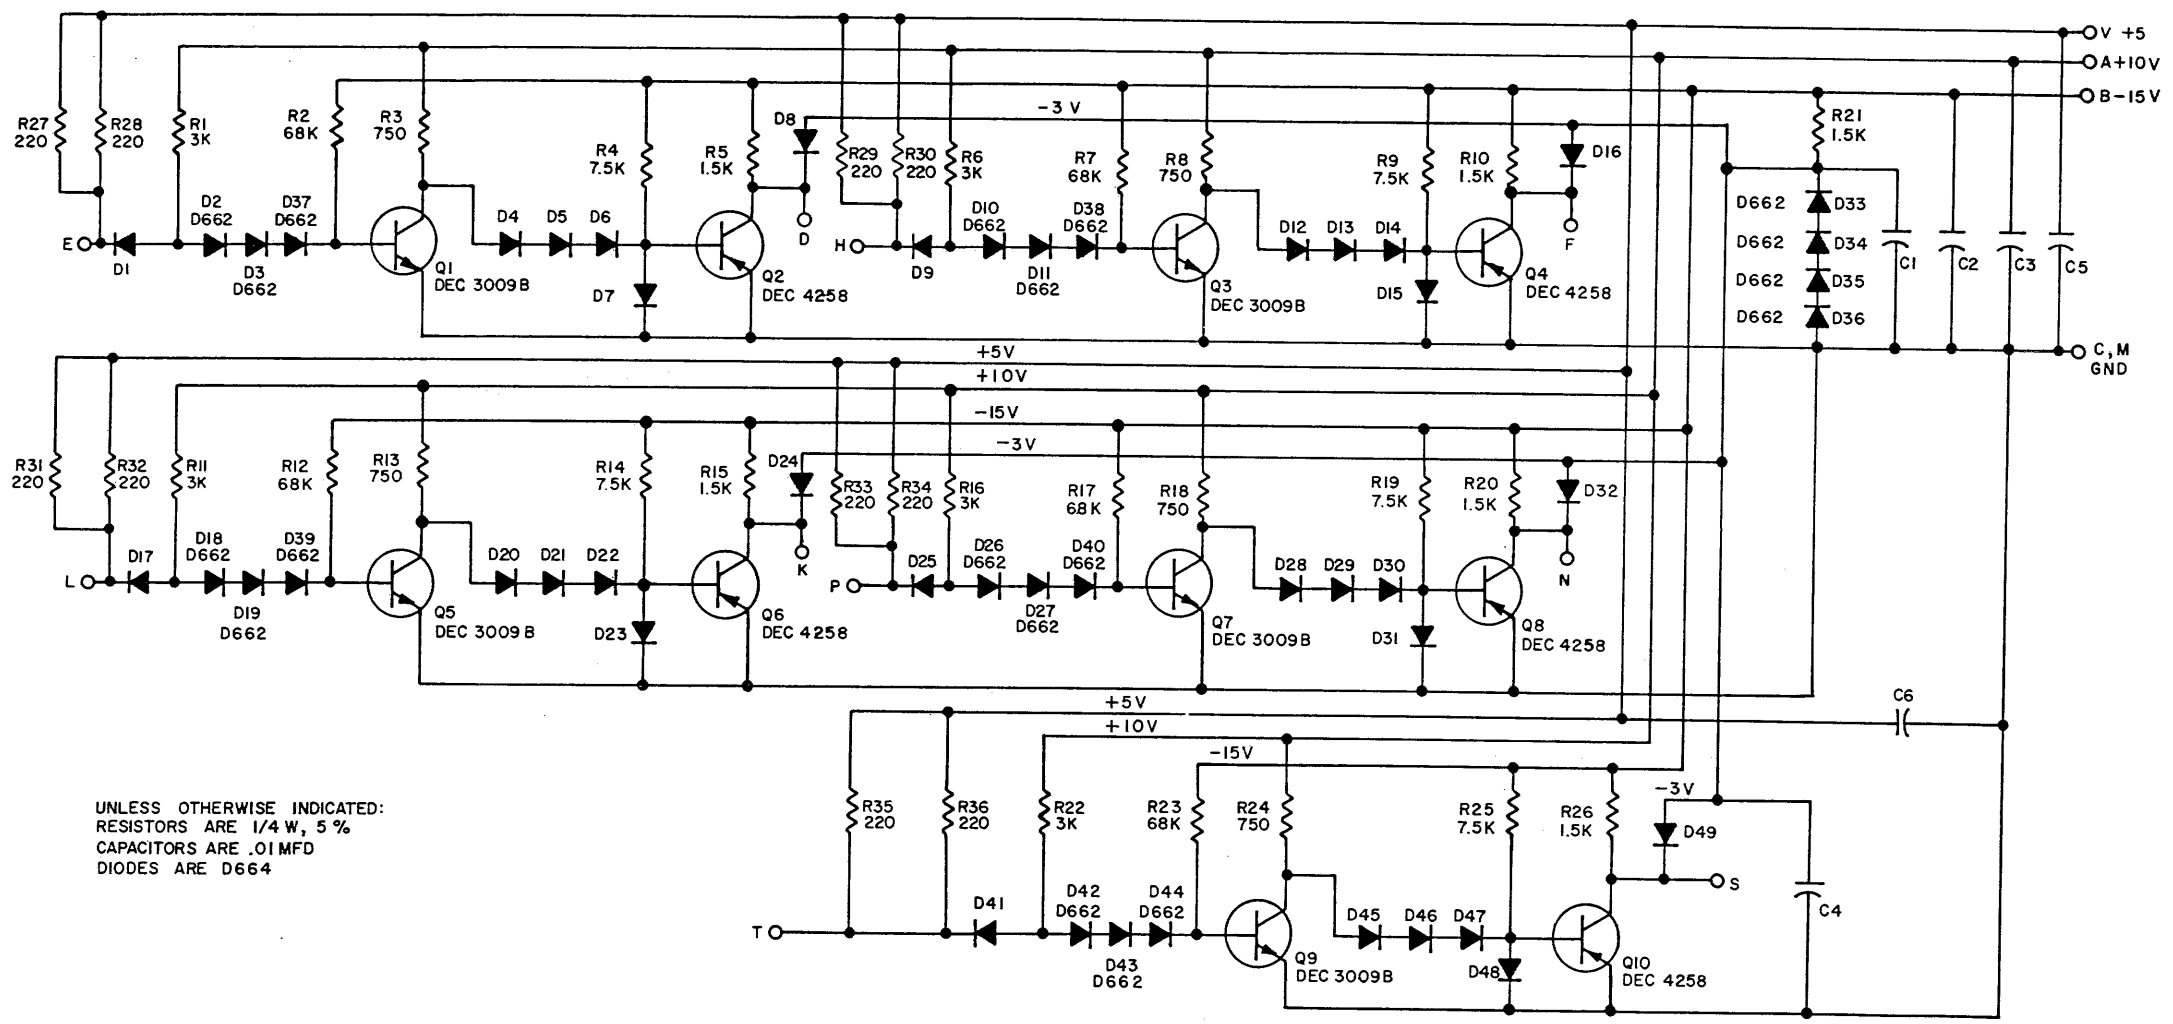 V +5
A+10V
B-15V
-3 V
R27
220
R28
220
R1
3K
R2
68K
R3
750
R4
7.5K
R5
1.5K
D8
R29
220
R30
220
R6
3K
R7
68K
R8
750
R9
7.5K
R10
1.5K
D16
R21
1.5K
E
D1
D2
D662
D3
D662
D37
D662
Q1
DEC 3009B
D4
D5
D6
D7
Q2
DEC 4258
D
H
D9
D10
D662
D11
D662
D38
D662
Q3
DEC 3009B
D12
D13
D14
D15
Q4
DEC 4258
F
D662
D33
D662
D34
D662
D35
D662
D36
C1
C2
C3
C5
C, M
GND
+5V
+10V
-15V
-3V
R31
220
R32
220
R11
3K
R12
68K
R13
750
R14
7.5K
R15
1.5K
D24
R33
220
R34
220
R16
3K
R17
68K
R18
750
R19
7.5K
R20
1.5K
D32
L
D17
D18
D662
D19
D662
D39
D662
Q5
DEC 3009B
D20
D21
D22
D23
Q6
DEC 4258
K
P
D25
D26
D662
D27
D662
D40
D662
Q7
DEC 3009B
D28
D29
D30
D31
Q8
DEC 4258
N
+5V
+10V
-15V
-3V
C6
R35
220
R36
220
R22
3K
R23
68K
R24
750
R25
7.5K
R26
1.5K
D49
S
C4
T
D41
D42
D662
D43
D662
D44
D662
Q9
DEC 3009B
D45
D46
D47
D48
Q10
DEC 4258
UNLESS OTHERWISE INDICATED:
RESISTORS ARE 1/4 W, 5 %
CAPACITORS ARE .01MFD
DIODES ARE D664